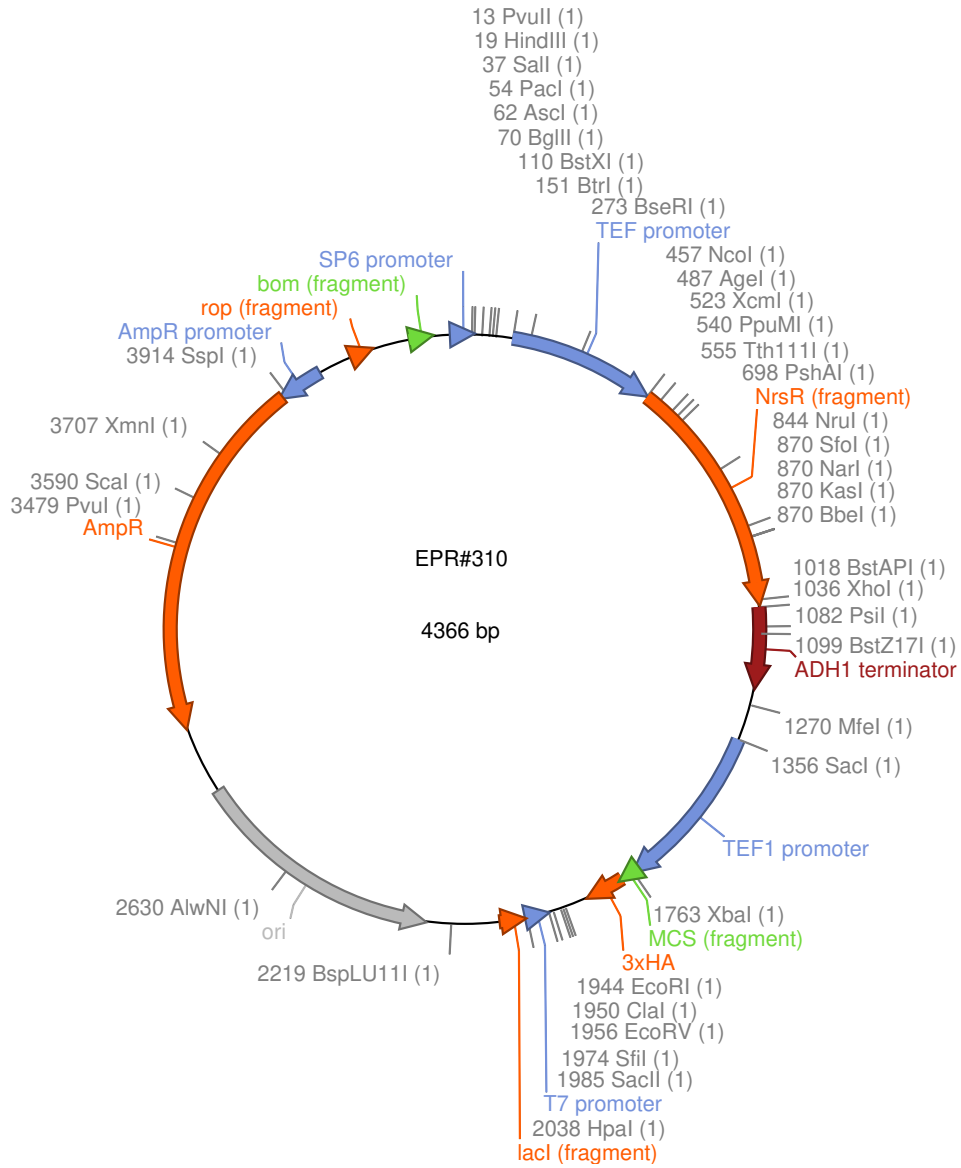 13 PvuII (1)
19 HindIII (1)
37 SalI (1)
54 PacI (1)
62 AscI (1)
70 BglII (1)
110 BstXI (1)
151 BtrI (1)
273 BseRI (1)
TEF promoter
457 NcoI (1)
487 AgeI (1)
523 XcmI (1)
540 PpuMI (1)
555 Tth111I (1)
698 PshAI (1)
NrsR (fragment)
844 NruI (1)
870 SfoI (1)
870 NarI (1)
870 KasI (1)
870 BbeI (1)
1018 BstAPI (1)
1036 XhoI (1)
1082 PsiI (1)
1099 BstZ17I (1)
ADH1 terminator
1270 MfeI (1)
1356 SacI (1)
TEF1 promoter
1763 XbaI (1)
MCS (fragment)
3xHA
1944 EcoRI (1)
1950 ClaI (1)
1956 EcoRV (1)
1974 SfiI (1)
1985 SacII (1)
T7 promoter
2038 HpaI (1)
lacI (fragment)
2219 BspLU11I (1)
ori
2630 AlwNI (1)
AmpR
3479 PvuI (1)
3590 ScaI (1)
3707 XmnI (1)
3914 SspI (1)
AmpR promoter
rop (fragment)
bom (fragment)
SP6 promoter
EPR#310
4366 bp